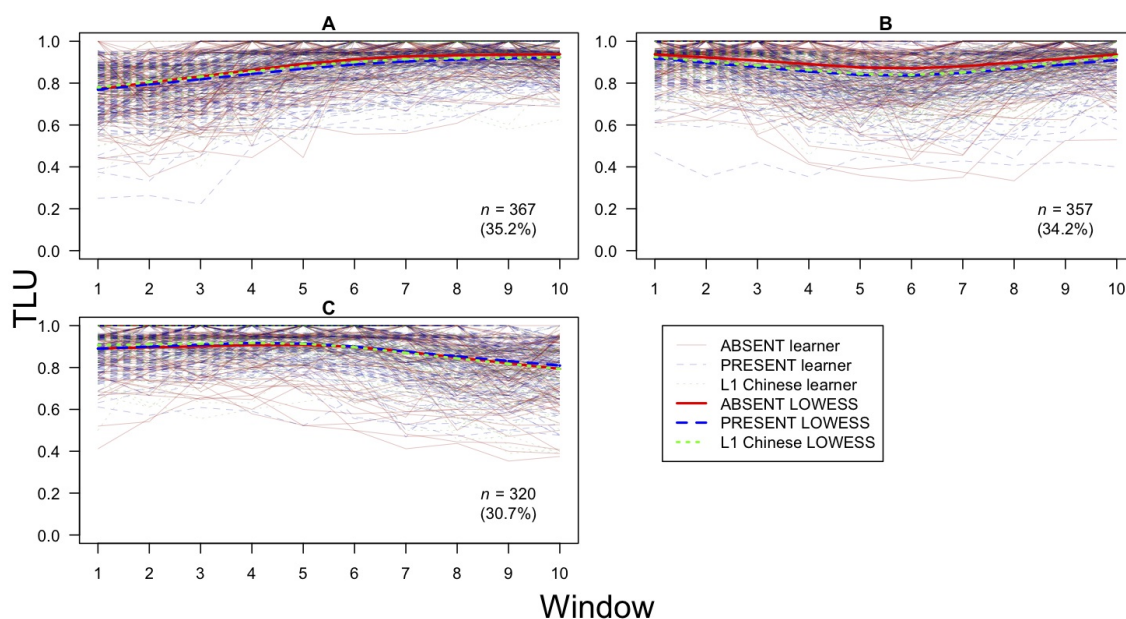 A
1.0
0.8
0.6
0.4
0.2
0.0
n = 367
(35.2%)
1 2 3 4 5 6 7 8 9 10
B
1.0
0.8
0.6
0.4
0.2
0.0
n = 357
(34.2%)
1 2 3 4 5 6 7 8 9 10
TLU
C
1.0
0.8
0.6
0.4
0.2
0.0
n = 320
(30.7%)
1 2 3 4 5 6 7 8 9 10
ABSENT learner
PRESENT learner
L1 Chinese learner
ABSENT LOWESS
PRESENT LOWESS
L1 Chinese LOWESS
Window